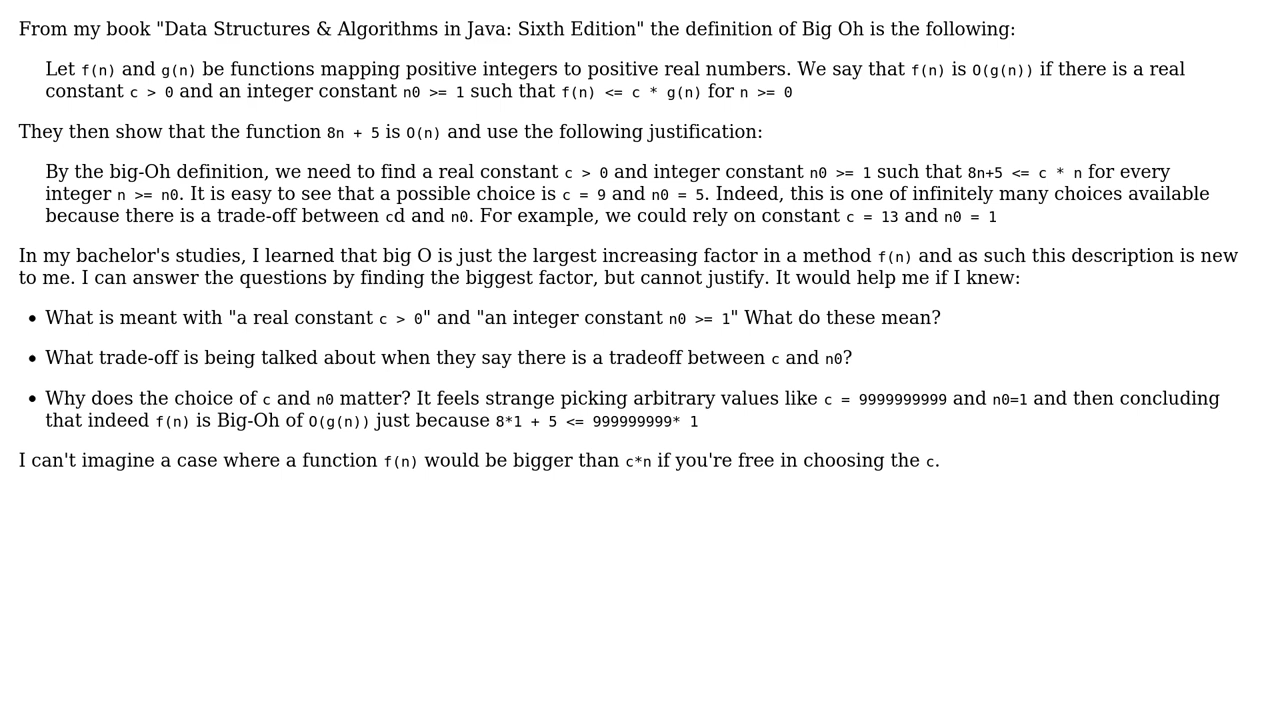 From my book "Data Structures & Algorithms in Java: Sixth Edition" the definition of Big Oh is the following:
Let f(n) and g(n) be functions mapping positive integers to positive real numbers. We say that f(n) is O(g(n)) if there is a real
constant c > 0 and an integer constant n0 >= 1 such that f(n) <= c * g(n) for n >= 0
They then show that the function 8n + 5 is O(n) and use the following justification:
By the big-Oh definition, we need to find a real constant c > 0 and integer constant n0 >= 1 such that 8n+5 <= c * n for every
integer n >= n0. It is easy to see that a possible choice is c = 9 and n0 = 5. Indeed, this is one of infinitely many choices available
because there is a trade-off between cd and n0. For example, we could rely on constant c = 13 and n0 = 1
In my bachelor's studies, I learned that big O is just the largest increasing factor in a method f(n) and as such this description is new
to me. I can answer the questions by finding the biggest factor, but cannot justify. It would help me if I knew:
• What is meant with "a real constant c > 0" and "an integer constant n0 >= 1" What do these mean?
• What trade-off is being talked about when they say there is a tradeoff between c and n0?
• Why does the choice of c and n0 matter? It feels strange picking arbitrary values like c = 9999999999 and n0=1 and then concluding
that indeed f(n) is Big-Oh of O(g(n)) just because 8*1 + 5 <= 999999999* 1
I can't imagine a case where a function f(n) would be bigger than c*n if you're free in choosing the c.